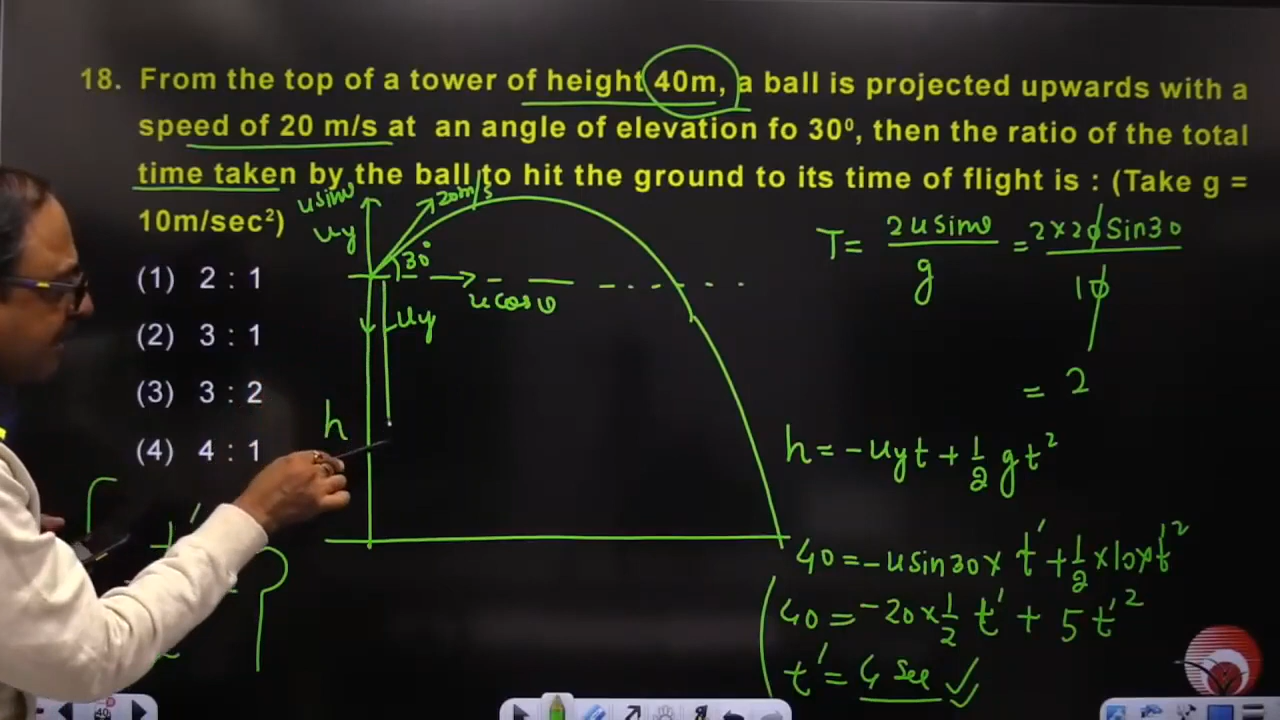 18. From the top of a tower of height 40m, a ball is projected upwards with a
speed of 20 m/s at an angle of elevation fo 30⁰, then the ratio of the total
time taken by the ball to hit the ground to its time of flight is : (Take g =
10m/sec²)
(1) 2 : 1
(2) 3 : 1
(3) 3 : 2
(4) 4 : 1
usinθ
uy
20m/s
30°
ucosθ
uy
h
t'
T = 2usinθ/g = 2×20 Sin30/10
= 2
h = -uyt + 1/2 gt²
40 = -usin30× t' + 1/2 ×10×t'²
40 = -20×1/2 t' + 5t'²
t' = 4 See ✓